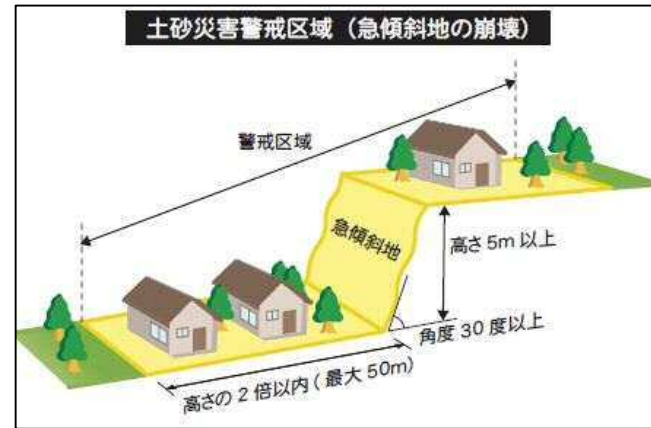 土砂災害警戒区域（急傾斜地の崩壊）
警戒区域
急傾斜地
高さ5m 以上
角度 30 度以上
高さの 2 倍以内 ( 最大 50m)